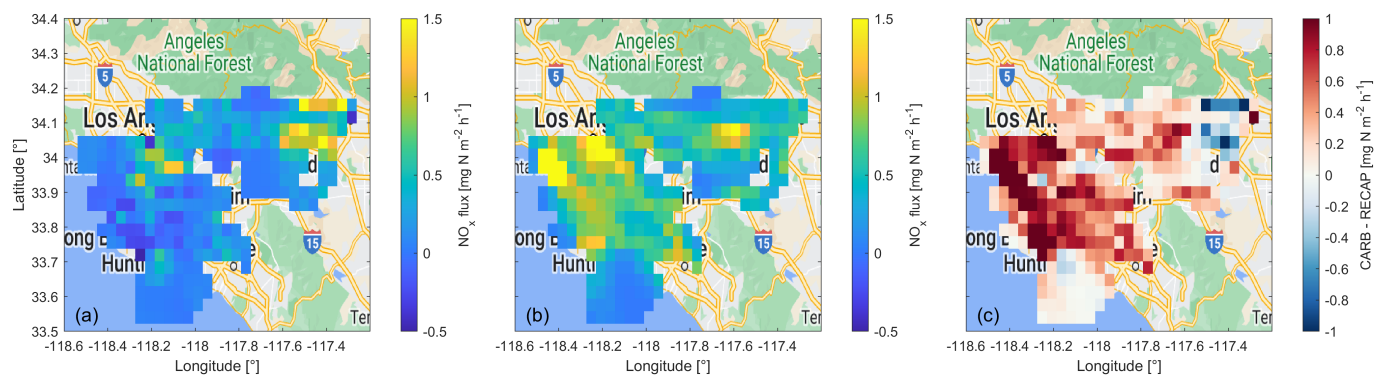 34.4
34.3
34.2
34.1
34
33.9
33.8
33.7
33.6
33.5
Latitude [°]
-118.6 -118.4 -118.2 -118 -117.8 -117.6 -117.4
Longitude [°]
Angeles
National Forest
5
Los An
15
Hunti
Ter
(a)
1.5
1
0.5
0
-0.5
NOx flux [mg N m-2 h-1]
-118.6 -118.4 -118.2 -118 -117.8 -117.6 -117.4
Longitude [°]
Angeles
National Forest
5
Los An
15
Hunti
Ter
(b)
1.5
1
0.5
0
-0.5
NOx flux [mg N m-2 h-1]
-118.6 -118.4 -118.2 -118 -117.8 -117.6 -117.4
Longitude [°]
Angeles
National Forest
5
Los An
15
Hunti
Ter
(c)
1
0.8
0.6
0.4
0.2
0
-0.2
-0.4
-0.6
-0.8
-1
CARB - RECAP [mg N m-2 h-1]